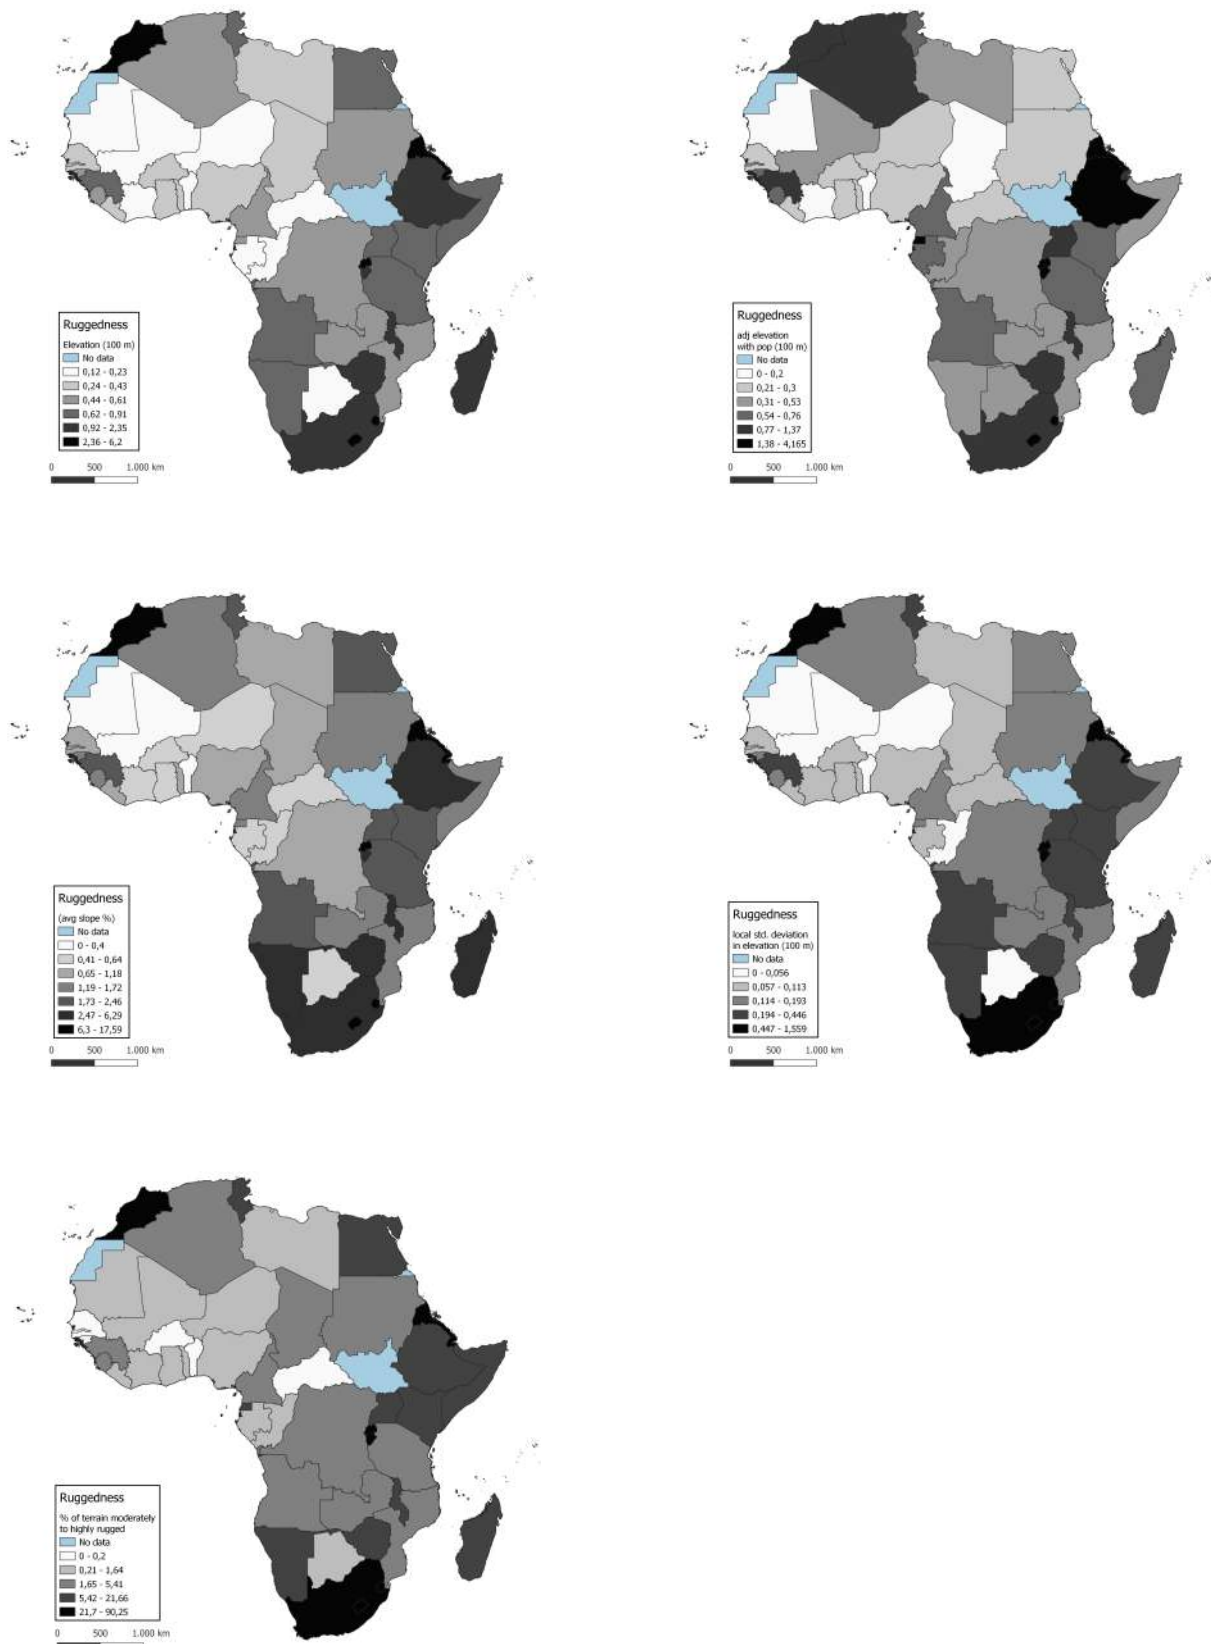 Ruggedness
Elevation (100 m)
No data
0,12 - 0,23
0,24 - 0,43
0,44 - 0,61
0,62 - 0,91
0,92 - 2,35
2,36 - 6,2
0 500 1.000 km
Ruggedness
adj elevation
with pop (100 m)
No data
0 - 0,2
0,21 - 0,3
0,31 - 0,53
0,54 - 0,76
0,77 - 1,37
1,38 - 4,165
0 500 1.000 km
Ruggedness
(avg slope %)
No data
0 - 0,4
0,41 - 0,64
0,65 - 1,18
1,19 - 1,72
1,73 - 2,46
2,47 - 6,29
6,3 - 17,59
0 500 1.000 km
Ruggedness
local std. deviation
in elevation (100 m)
No data
0 - 0,056
0,057 - 0,113
0,114 - 0,193
0,194 - 0,446
0,447 - 1,559
0 500 1.000 km
Ruggedness
% of terrain moderately
to highly rugged
No data
0 - 0,2
0,21 - 1,64
1,65 - 5,41
5,42 - 21,66
21,7 - 90,25
0 500 1.000 km